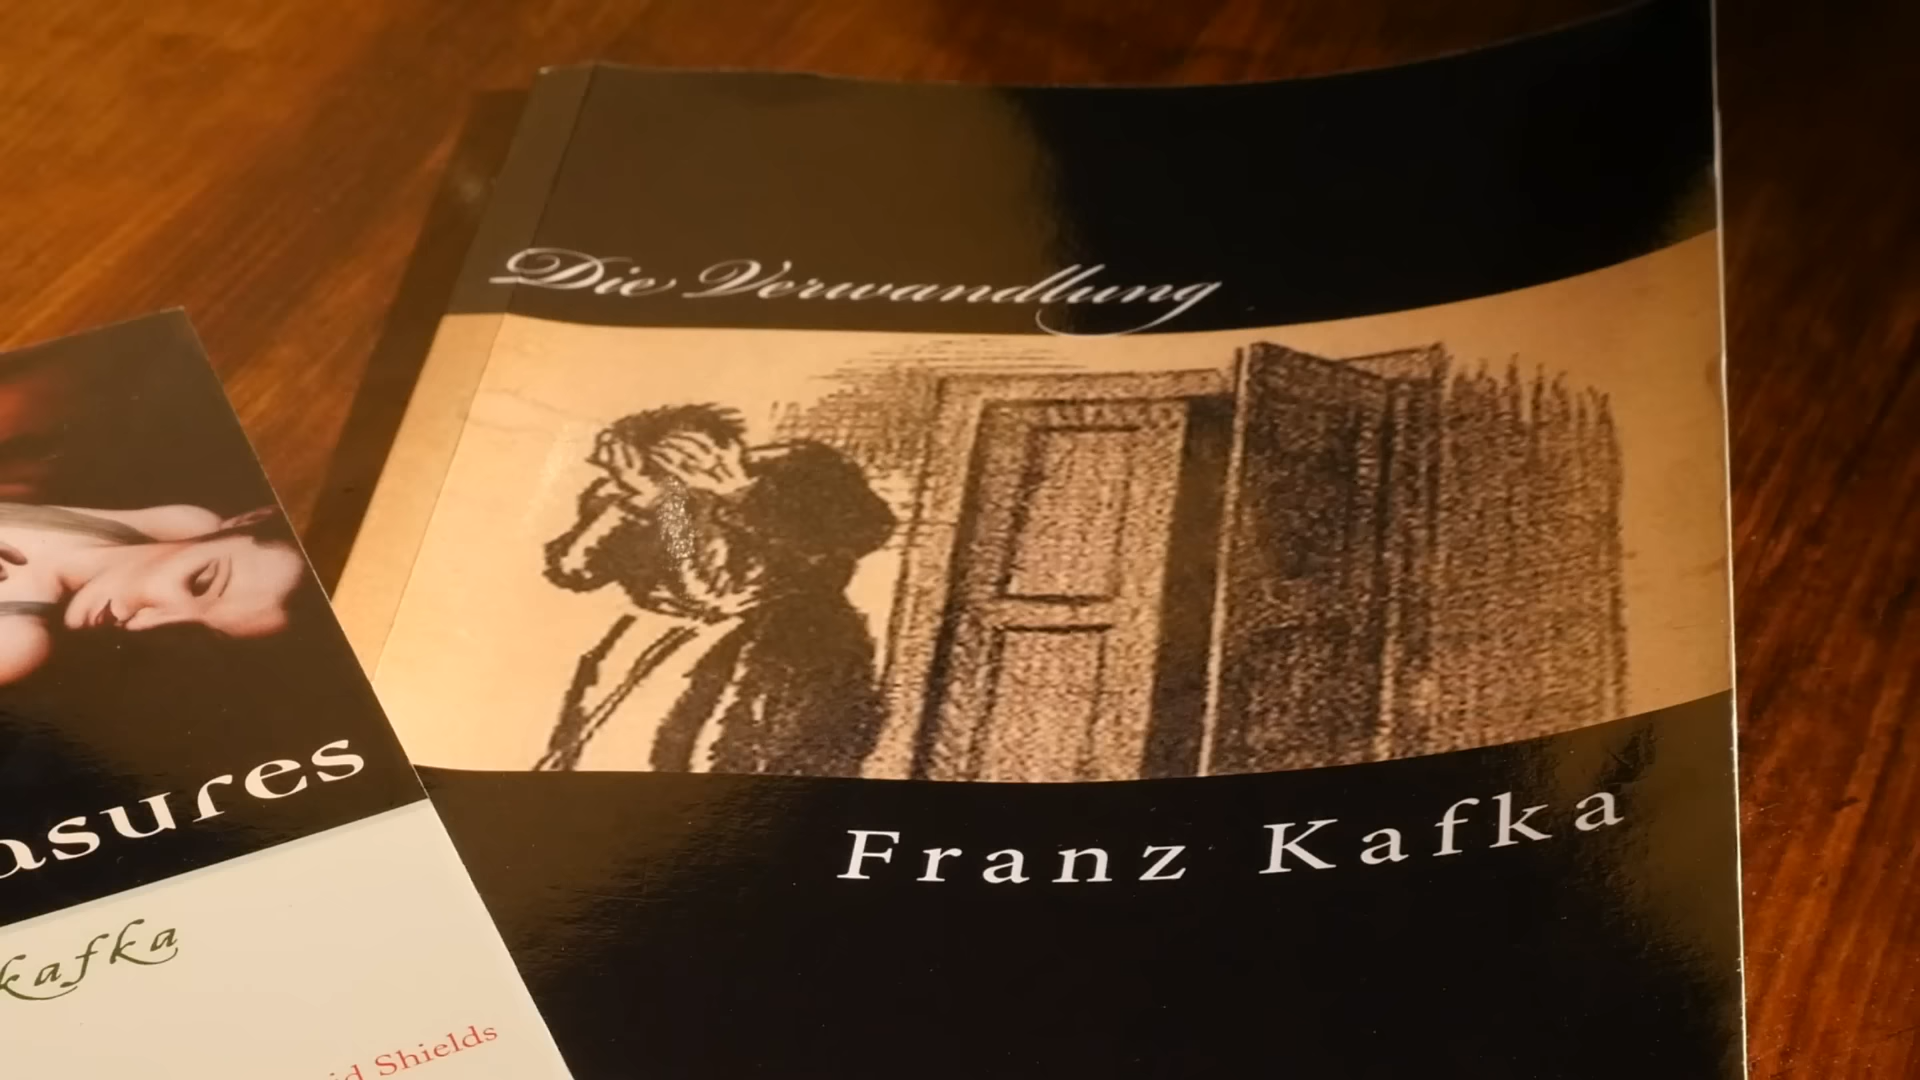 Die Verwandlung
Franz Kafka
asures
kafka
id Shields